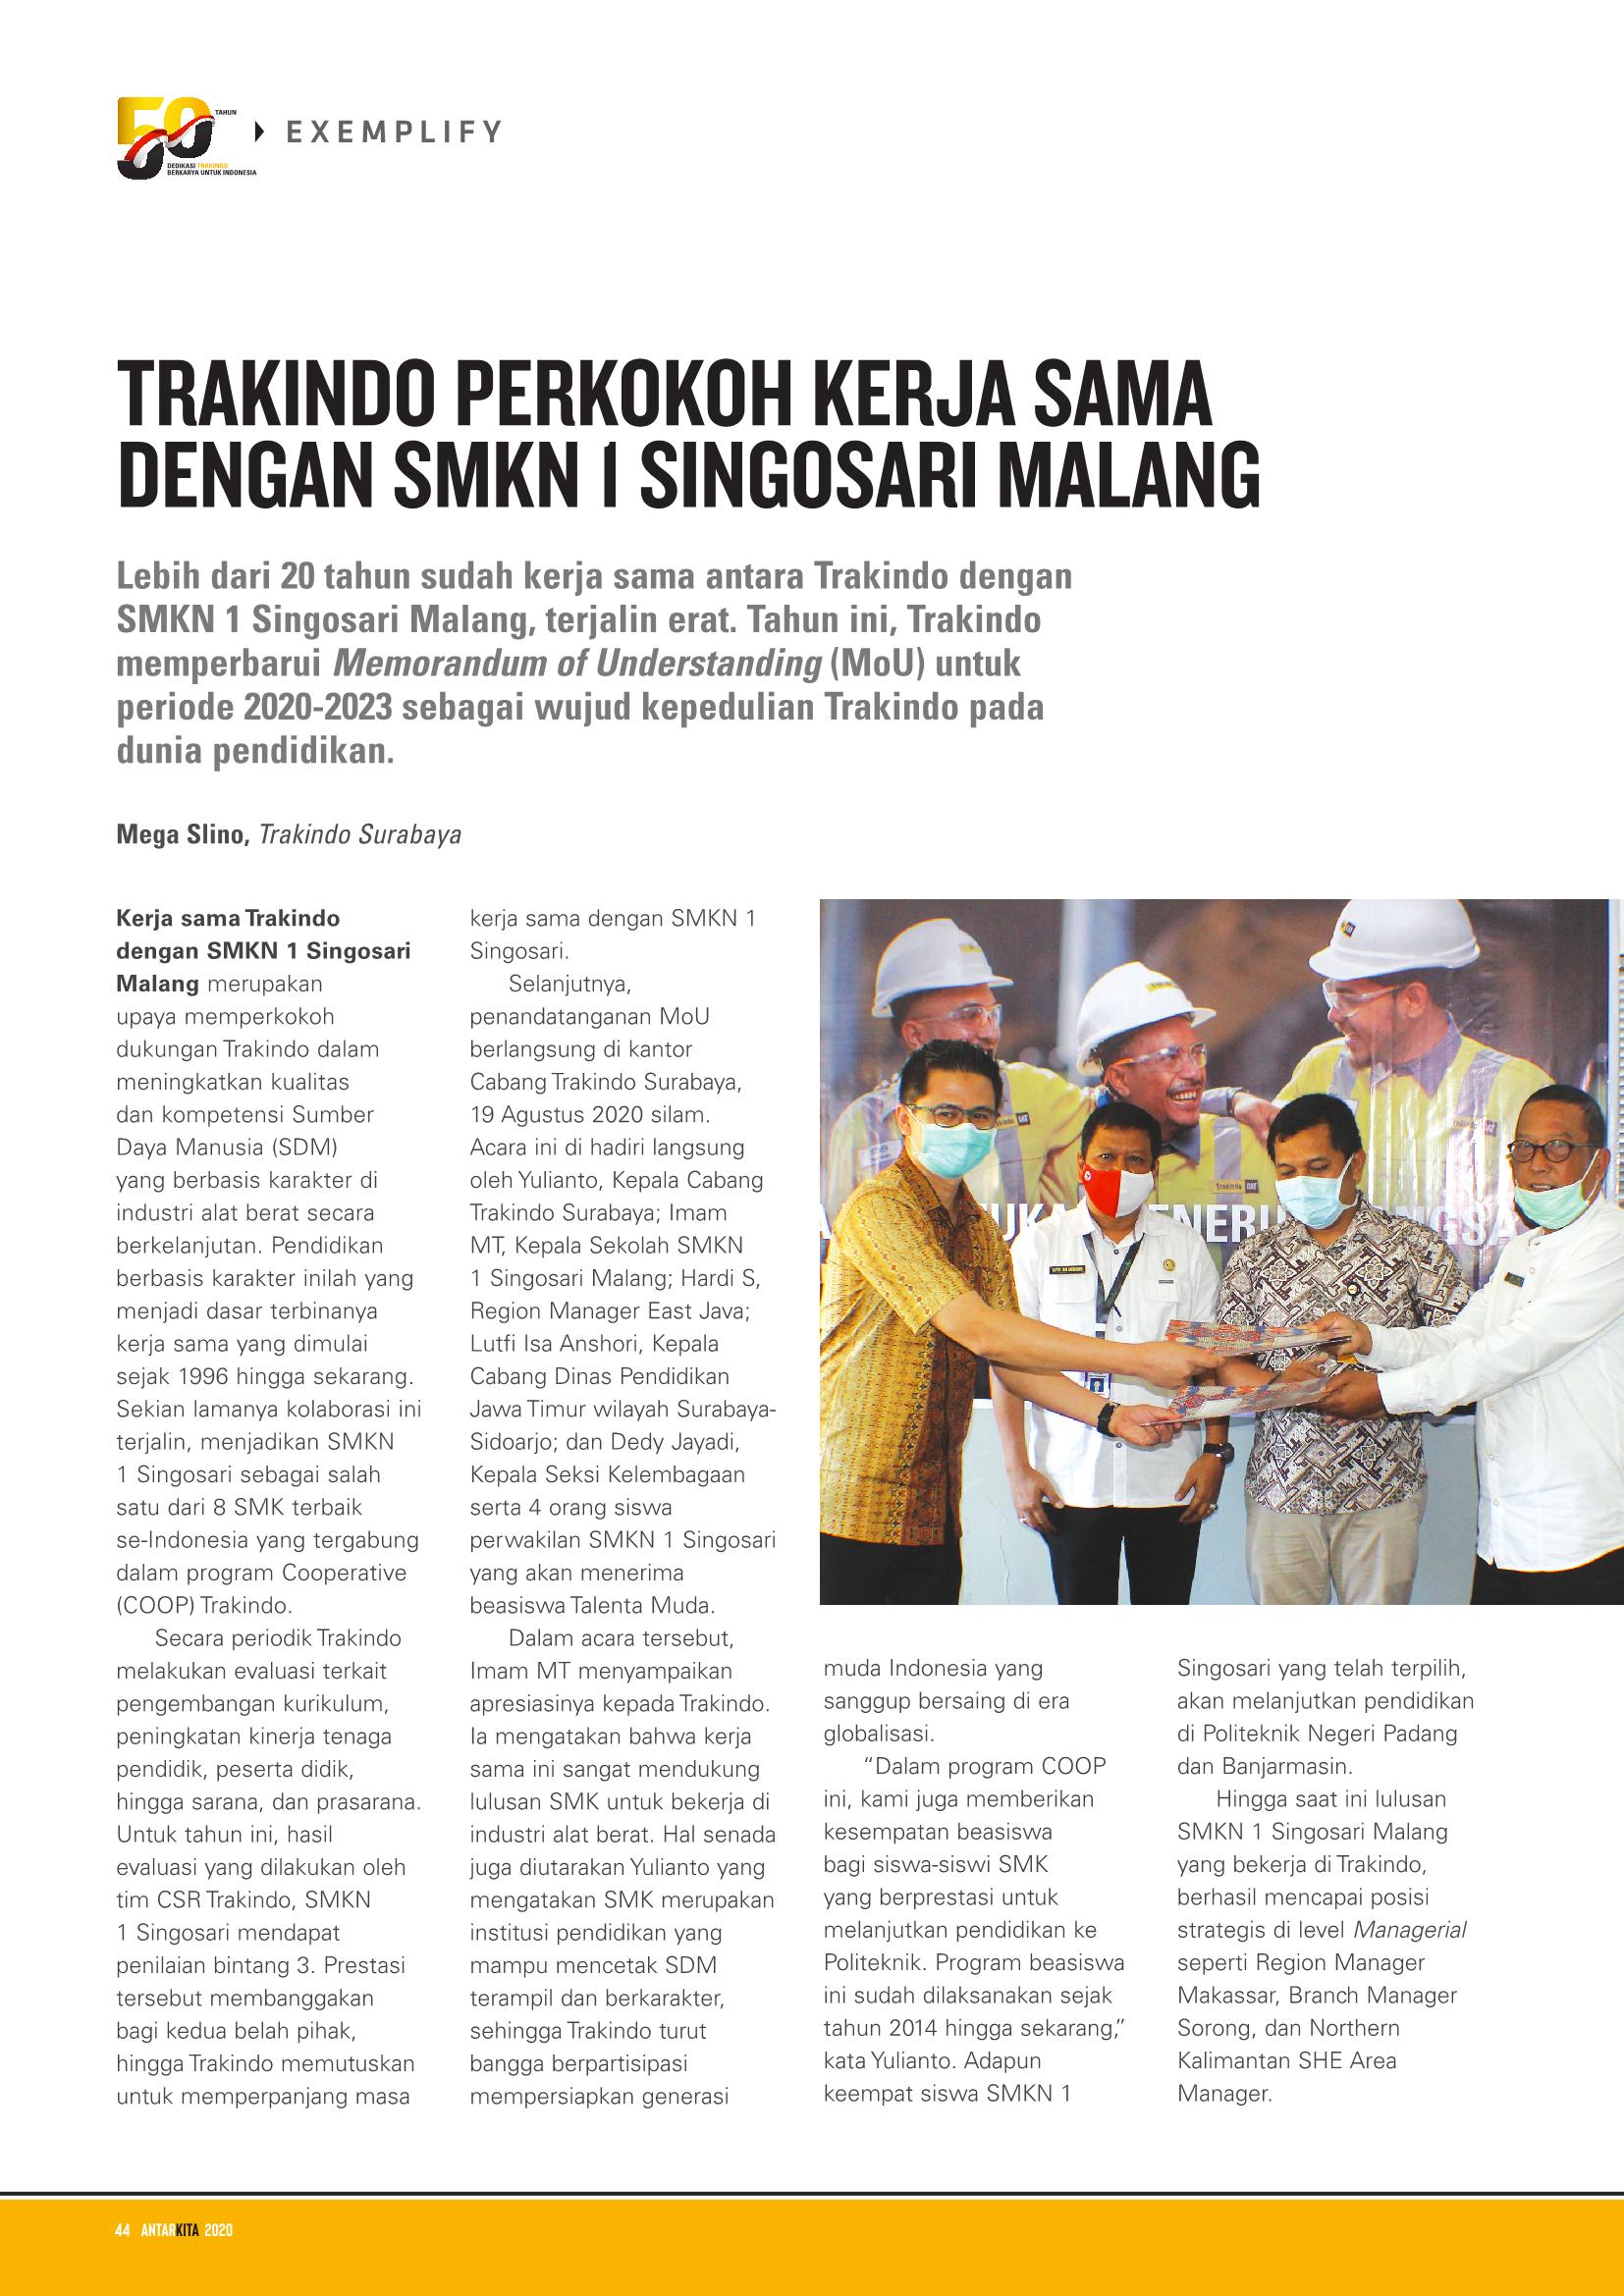 50 TAHUN
DEDIKASI TRAKINDO
BERKARYA UNTUK INDONESIA
EXEMPLIFY
TRAKINDO PERKOKOH KERJA SAMA
DENGAN SMKN 1 SINGOSARI MALANG
Lebih dari 20 tahun sudah kerja sama antara Trakindo dengan
SMKN 1 Singosari Malang, terjalin erat. Tahun ini, Trakindo
memperbarui Memorandum of Understanding (MoU) untuk
periode 2020-2023 sebagai wujud kepedulian Trakindo pada
dunia pendidikan.
Mega Slino, Trakindo Surabaya
Kerja sama Trakindo
dengan SMKN 1 Singosari
Malang merupakan
upaya memperkokoh
dukungan Trakindo dalam
meningkatkan kualitas
dan kompetensi Sumber
Daya Manusia (SDM)
yang berbasis karakter di
industri alat berat secara
berkelanjutan. Pendidikan
berbasis karakter inilah yang
menjadi dasar terbinanya
kerja sama yang dimulai
sejak 1996 hingga sekarang.
Sekian lamanya kolaborasi ini
terjalin, menjadikan SMKN
1 Singosari sebagai salah
satu dari 8 SMK terbaik
se-Indonesia yang tergabung
dalam program Cooperative
(COOP) Trakindo.
Secara periodik Trakindo
melakukan evaluasi terkait
pengembangan kurikulum,
peningkatan kinerja tenaga
pendidik, peserta didik,
hingga sarana, dan prasarana.
Untuk tahun ini, hasil
evaluasi yang dilakukan oleh
tim CSR Trakindo, SMKN
1 Singosari mendapat
penilaian bintang 3. Prestasi
tersebut membanggakan
bagi kedua belah pihak,
hingga Trakindo memutuskan
untuk memperpanjang masa
kerja sama dengan SMKN 1
Singosari.
Selanjutnya,
penandatanganan MoU
berlangsung di kantor
Cabang Trakindo Surabaya,
19 Agustus 2020 silam.
Acara ini di hadiri langsung
oleh Yulianto, Kepala Cabang
Trakindo Surabaya; Imam
MT, Kepala Sekolah SMKN
1 Singosari Malang; Hardi S,
Region Manager East Java;
Lutfi Isa Anshori, Kepala
Cabang Dinas Pendidikan
Jawa Timur wilayah Surabaya-
Sidoarjo; dan Dedy Jayadi,
Kepala Seksi Kelembagaan
serta 4 orang siswa
perwakilan SMKN 1 Singosari
yang akan menerima
beasiswa Talenta Muda.
Dalam acara tersebut,
Imam MT menyampaikan
apresiasinya kepada Trakindo.
Ia mengatakan bahwa kerja
sama ini sangat mendukung
lulusan SMK untuk bekerja di
industri alat berat. Hal senada
juga diutarakan Yulianto yang
mengatakan SMK merupakan
institusi pendidikan yang
mampu mencetak SDM
terampil dan berkarakter,
sehingga Trakindo turut
bangga berpartisipasi
mempersiapkan generasi
muda Indonesia yang
sanggup bersaing di era
globalisasi.
“Dalam program COOP
ini, kami juga memberikan
kesempatan beasiswa
bagi siswa-siswi SMK
yang berprestasi untuk
melanjutkan pendidikan ke
Politeknik. Program beasiswa
ini sudah dilaksanakan sejak
tahun 2014 hingga sekarang,”
kata Yulianto. Adapun
keempat siswa SMKN 1
Singosari yang telah terpilih,
akan melanjutkan pendidikan
di Politeknik Negeri Padang
dan Banjarmasin.
Hingga saat ini lulusan
SMKN 1 Singosari Malang
yang bekerja di Trakindo,
berhasil mencapai posisi
strategis di level Managerial
seperti Region Manager
Makassar, Branch Manager
Sorong, dan Northern
Kalimantan SHE Area
Manager.
44 ANTARKITA 2020